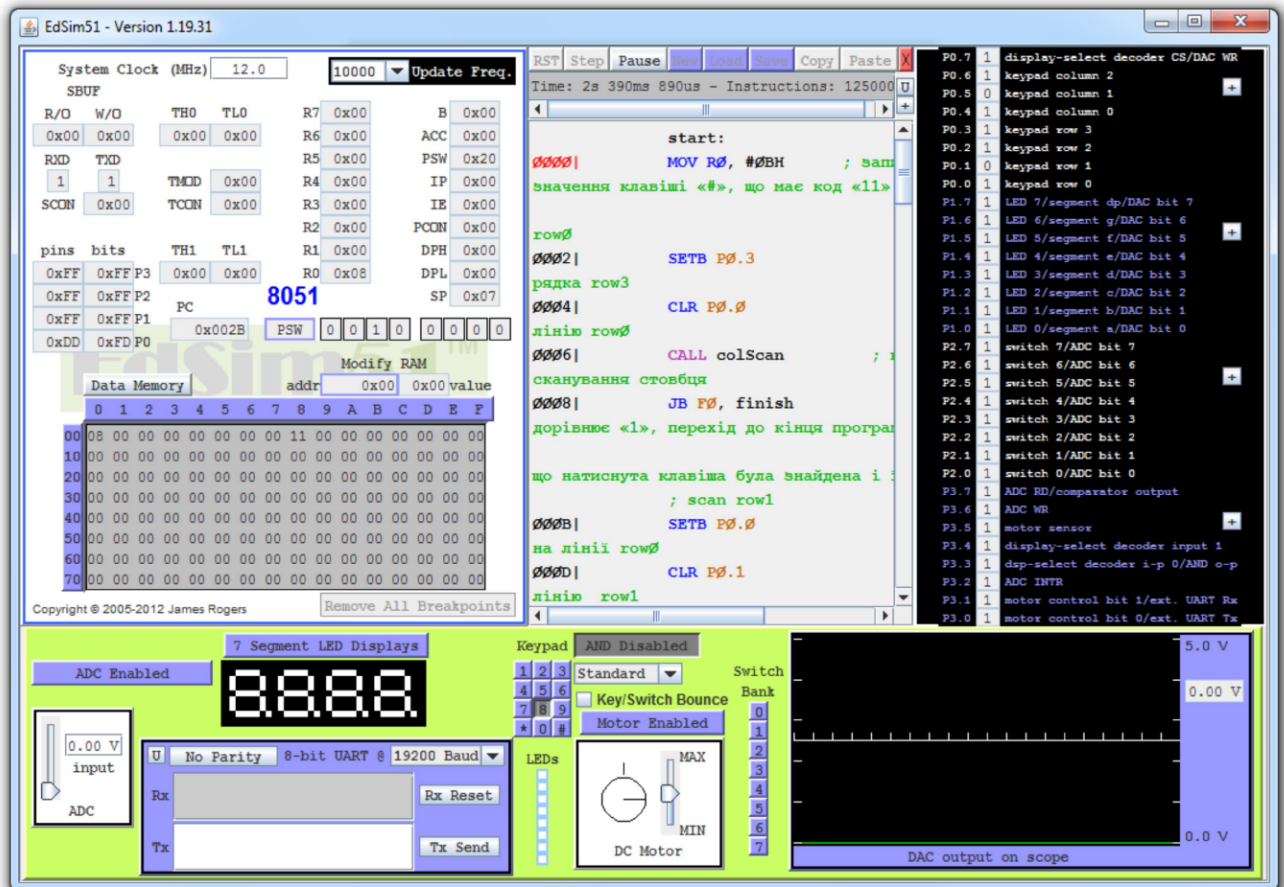 EdSim51 - Version 1.19.31
System Clock (MHz) 12.0 10000 Update Freq.
SBUF
R/O W/O TH0 TL0 R7 0x00 B 0x00
0x00 0x00 0x00 0x00 R6 0x00 ACC 0x00
RXD TXD R5 0x00 PSW 0x20
1 1 TMOD 0x00 R4 0x00 IP 0x00
SCON 0x00 TCON 0x00 R3 0x00 IE 0x00
R2 0x00 PCON 0x00
pins bits TH1 TL1 R1 0x00 DPH 0x00
0xFF 0xFF P3 0x00 0x00 R0 0x08 DPL 0x00
0xFF 0xFF P2 8051 SP 0x07
0xFF 0xFF P1 PC
0xDD 0xFD P0 0x002B PSW 0 0 1 0 0 0 0 0
EdSim51 TM
Modify RAM
Data Memory addr 0x00 0x00 value
0 1 2 3 4 5 6 7 8 9 A B C D E F
00 08 00 00 00 00 00 00 00 11 00 00 00 00 00 00 00
10 00 00 00 00 00 00 00 00 00 00 00 00 00 00 00 00
20 00 00 00 00 00 00 00 00 00 00 00 00 00 00 00 00
30 00 00 00 00 00 00 00 00 00 00 00 00 00 00 00 00
40 00 00 00 00 00 00 00 00 00 00 00 00 00 00 00 00
50 00 00 00 00 00 00 00 00 00 00 00 00 00 00 00 00
60 00 00 00 00 00 00 00 00 00 00 00 00 00 00 00 00
70 00 00 00 00 00 00 00 00 00 00 00 00 00 00 00 00
Copyright © 2005-2012 James Rogers Remove All Breakpoints
RST Step Pause New Load Save Copy Paste X
Time: 2s 390ms 890us - Instructions: 125000 U
+
start:
0000| MOV R0, #0BH ; запи
значення клавіші «#», що має код «11»
row0
0002| SETB P0.3
рядка row3
0004| CLR P0.0
лінію row0
0006| CALL colScan ;
сканування стовбця
0008| JB F0, finish
дорівнює «1», перехід до кінця програм
що натиснута клавіша була знайдена і
; scan row1
000B| SETB P0.0
на лінії row0
000D| CLR P0.1
лінію row1
P0.7 1 display-select decoder CS/DAC WR
P0.6 1 keypad column 2
P0.5 0 keypad column 1 +
P0.4 1 keypad column 0
P0.3 1 keypad row 3
P0.2 1 keypad row 2
P0.1 0 keypad row 1
P0.0 1 keypad row 0
P1.7 1 LED 7/segment dp/DAC bit 7
P1.6 1 LED 6/segment g/DAC bit 6
P1.5 1 LED 5/segment f/DAC bit 5 +
P1.4 1 LED 4/segment e/DAC bit 4
P1.3 1 LED 3/segment d/DAC bit 3
P1.2 1 LED 2/segment c/DAC bit 2
P1.1 1 LED 1/segment b/DAC bit 1
P1.0 1 LED 0/segment a/DAC bit 0
P2.7 1 switch 7/ADC bit 7
P2.6 1 switch 6/ADC bit 6
P2.5 1 switch 5/ADC bit 5 +
P2.4 1 switch 4/ADC bit 4
P2.3 1 switch 3/ADC bit 3
P2.2 1 switch 2/ADC bit 2
P2.1 1 switch 1/ADC bit 1
P2.0 1 switch 0/ADC bit 0
P3.7 1 ADC RD/comparator output
P3.6 1 ADC WR
P3.5 1 motor sensor +
P3.4 1 display-select decoder input 1
P3.3 1 dsp-select decoder i-p 0/AND o-p
P3.2 1 ADC INTR
P3.1 1 motor control bit 1/ext. UART Rx
P3.0 1 motor control bit 0/ext. UART Tx
7 Segment LED Displays
ADC Enabled
8.8.8.8.
0.00 V
input
ADC
U No Parity 8-bit UART @ 19200 Baud
Rx Rx Reset
Tx Tx Send
Keypad AND Disabled
1 2 3 Standard
4 5 6 Key/Switch Bounce
7 8 9 Motor Enabled
* 0 #
LEDs
MAX
MIN
DC Motor
Switch
Bank
0
1
2
3
4
5
6
7
5.0 V
0.00 V
0.0 V
DAC output on scope